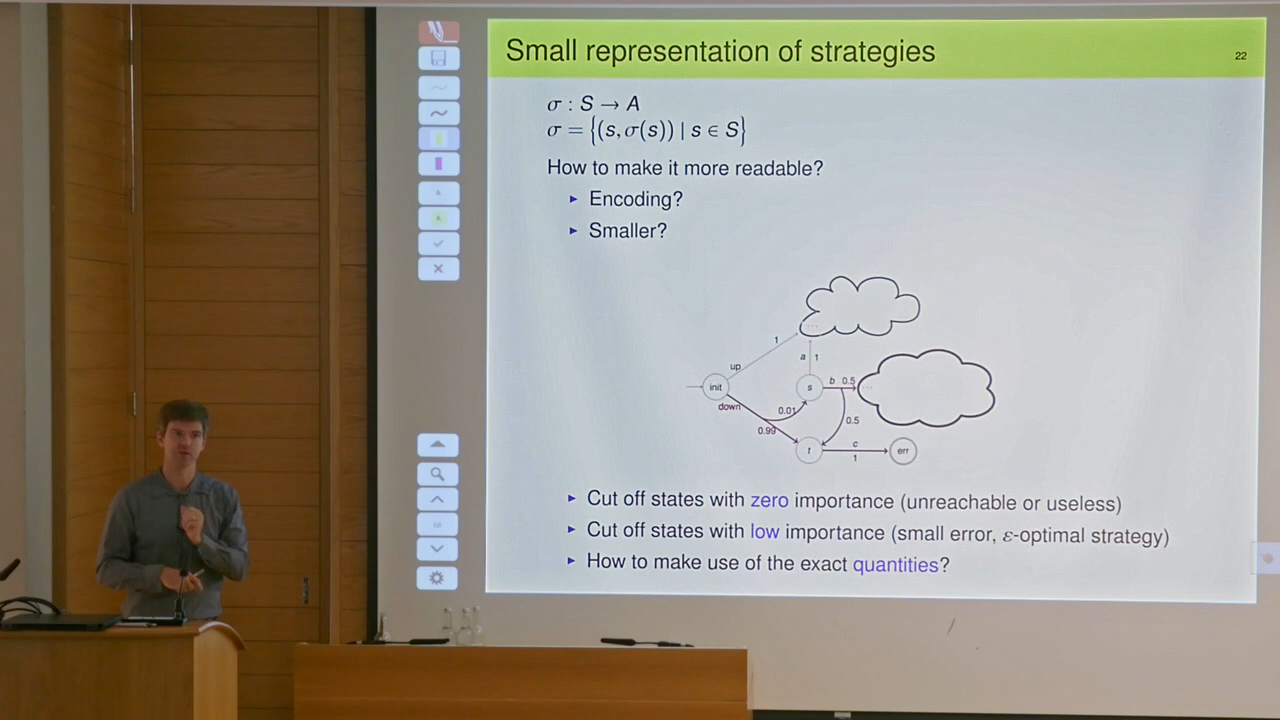 Small representation of strategies
22
σ : S → A
σ = {(s, σ(s)) | s ∈ S}
How to make it more readable?
▸ Encoding?
▸ Smaller?
1
up
a 1
init
s
b 0.5
...
down
0.01
0.5
0.99
t
c
1
err
▸ Cut off states with zero importance (unreachable or useless)
▸ Cut off states with low importance (small error, ε-optimal strategy)
▸ How to make use of the exact quantities?